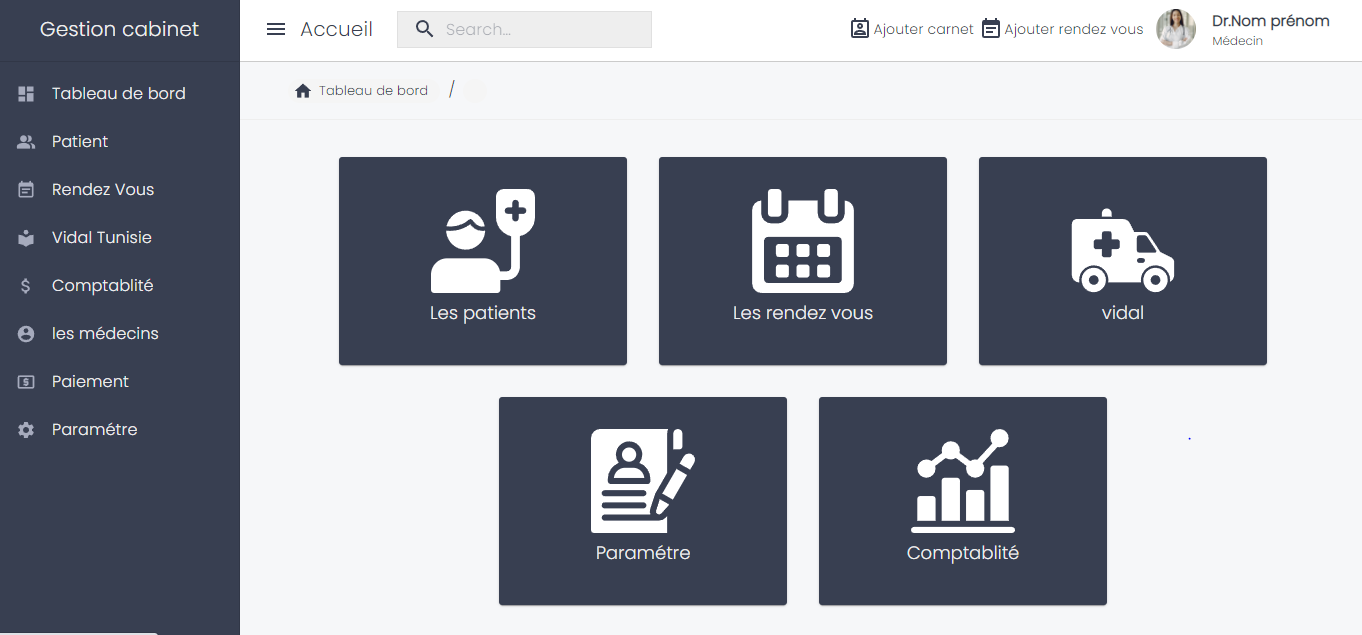 Gestion cabinet
Accueil
Search...
Ajouter carnet
Ajouter rendez vous
Dr.Nom prénom
Médecin
Tableau de bord
Patient
Rendez Vous
Vidal Tunisie
Comptablité
les médecins
Paiement
Paramétre
Tableau de bord /
Les patients
Les rendez vous
vidal
Paramétre
Comptablité